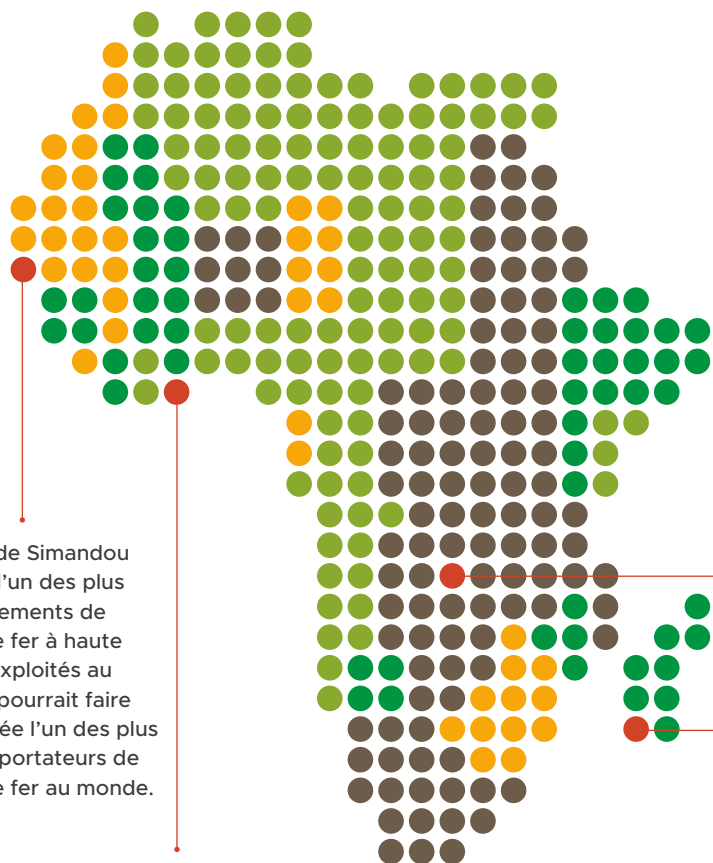 de Simandou
l'un des plus
ements de
e fer à haute
xploités au
pourrait faire
ée l'un des plus
portateurs de
e fer au monde.